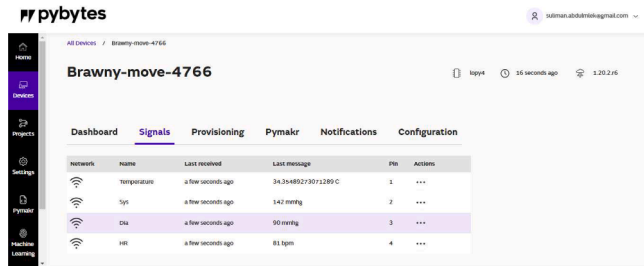 pybytes
suliman.abdulmlek@gmail.com
All Devices / Brawny-move-4766
Home
Brawny-move-4766
lopy4 16 seconds ago 1.20.2.r6
Devices
Projects
Dashboard Signals Provisioning Pymakr Notifications Configuration
Network Name Last received Last message Pin Actions
Settings
Temperature a few seconds ago 34.35489273071289 C 1 •••
Sys a few seconds ago 142 mmhg 2 •••
Pymakr
Dia a few seconds ago 90 mmhg 3 •••
HR a few seconds ago 81 bpm 4 •••
Machine
Learning